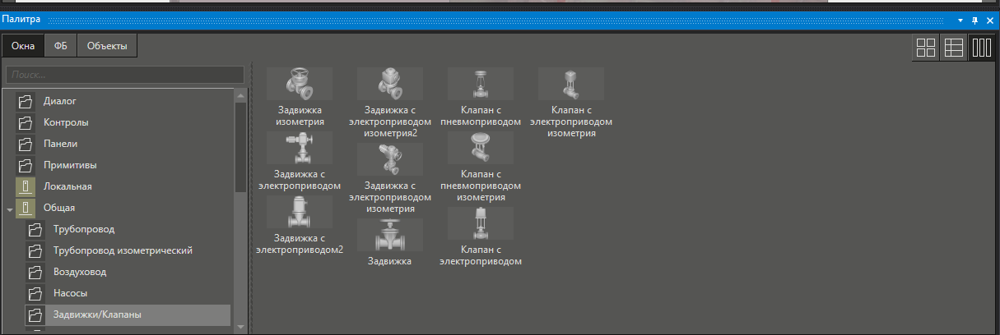 Палитра
Окна
ФБ
Объекты
Поиск...
Диалог
Контролы
Панели
Примитивы
Локальная
Общая
Трубопровод
Трубопровод изометрический
Воздуховод
Насосы
Задвижки/Клапаны
Задвижка
изометрия
Задвижка с
электроприводом
Задвижка с
электроприводом2
Задвижка с
электроприводом
изометрия2
Задвижка с
электроприводом
изометрия
Задвижка
Клапан с
пневмоприводом
Клапан с
пневмоприводом
изометрия
Клапан с
электроприводом
Клапан с
электроприводом
изометрия